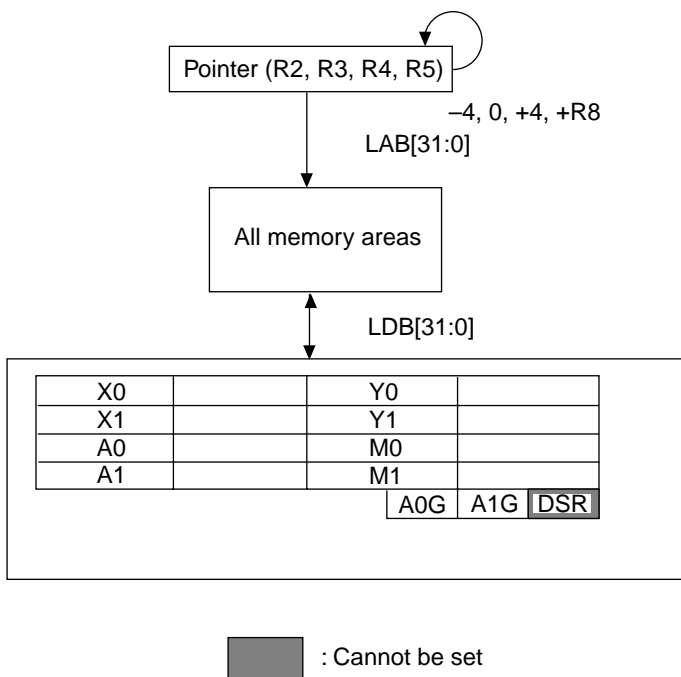 Pointer (R2, R3, R4, R5)
–4, 0, +4, +R8
LAB[31:0]
All memory areas
LDB[31:0]
X0 Y0
X1 Y1
A0 M0
A1 M1
A0G A1G DSR
: Cannot be set